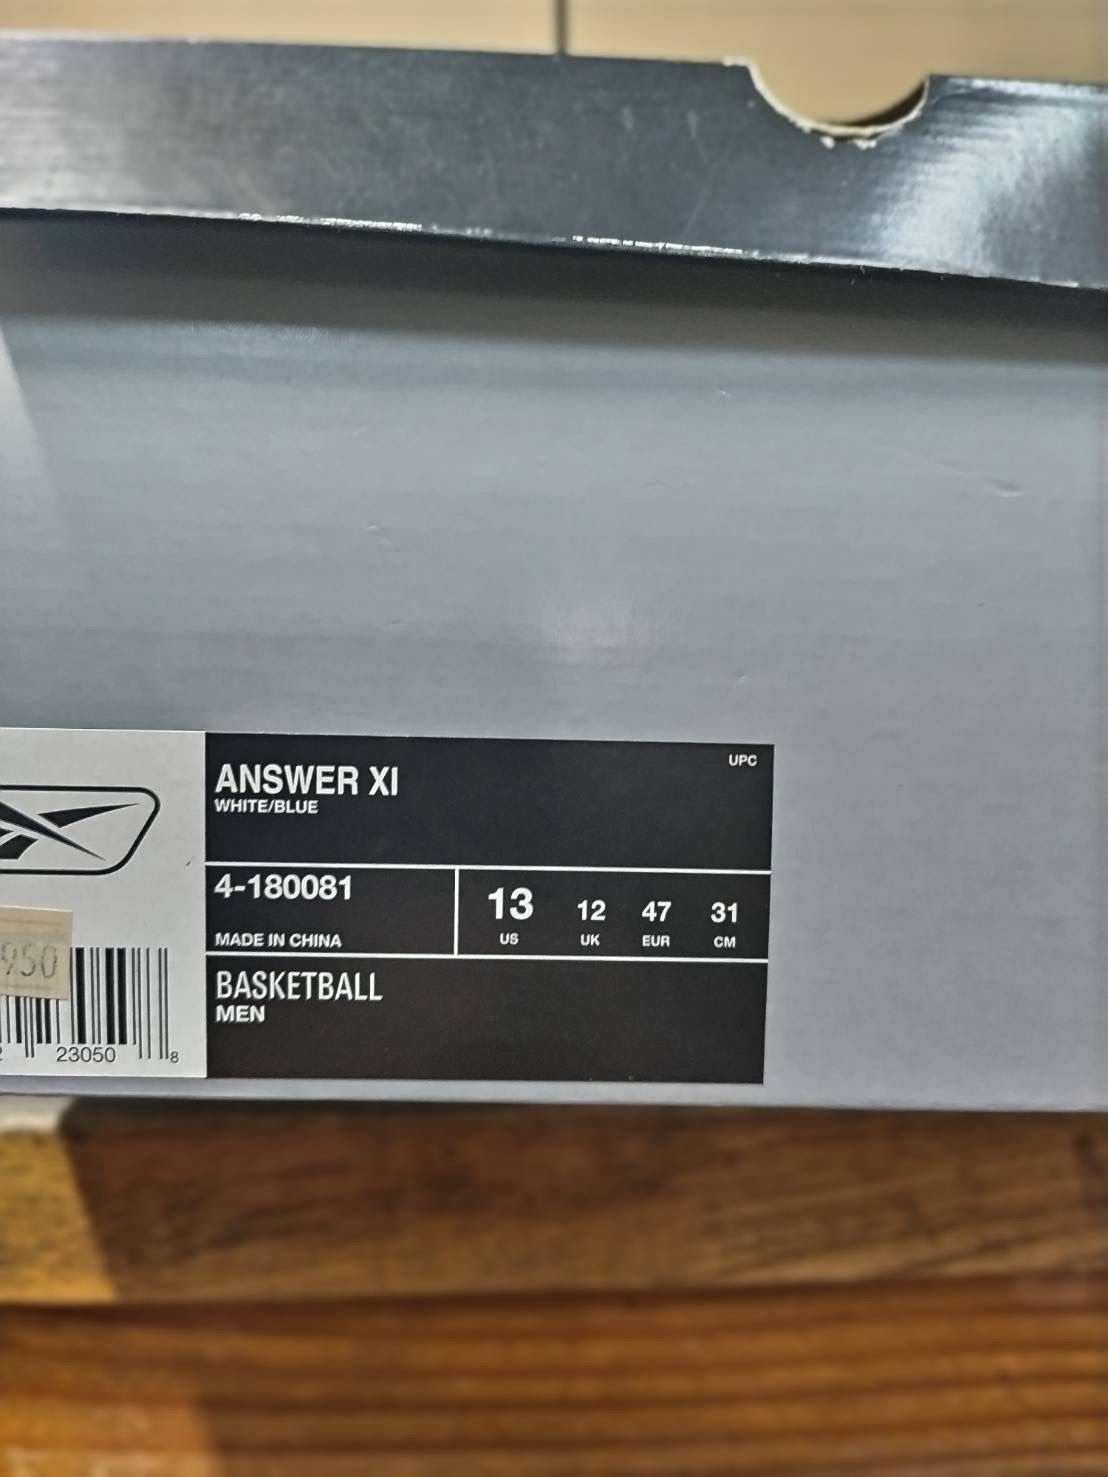 UPC
ANSWER XI
WHITE/BLUE
4-180081
MADE IN CHINA
13 12 47 31
US UK EUR CM
BASKETBALL
MEN
950
23050 8